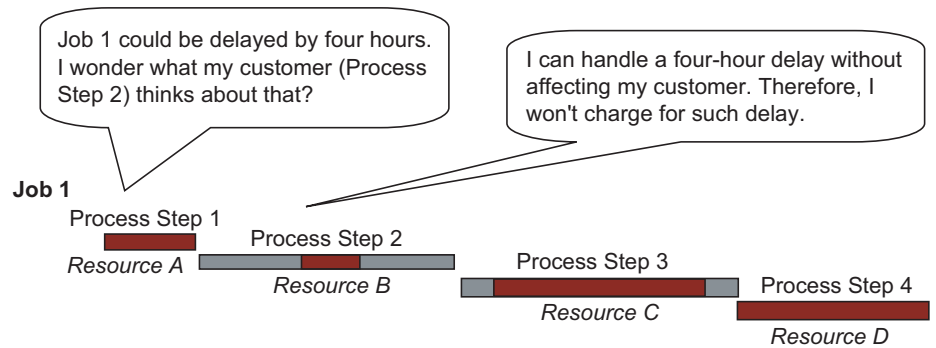 Job 1 could be delayed by four hours.
I wonder what my customer (Process
Step 2) thinks about that?
I can handle a four-hour delay without
affecting my customer. Therefore, I
won't charge for such delay.
Job 1
Process Step 1
Resource A
Process Step 2
Resource B
Process Step 3
Resource C
Process Step 4
Resource D